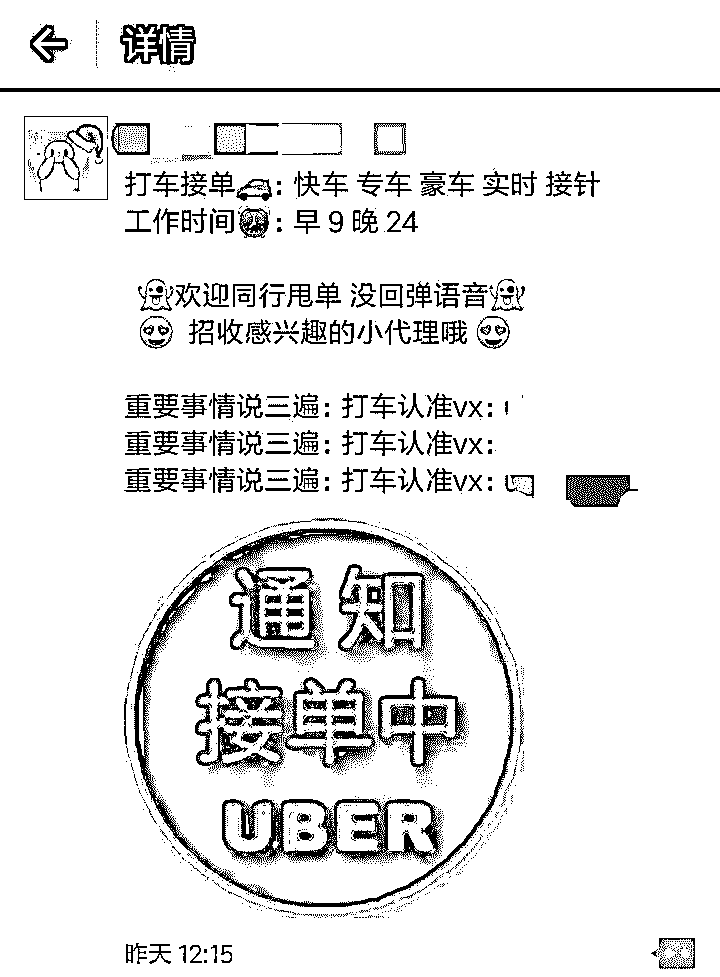 详情
打车接单🚗：快车 专车 豪车 实时 接针
工作时间⏰：早 9 晚 24
👻欢迎同行甩单 没回弹语音👻
😍 招收感兴趣的小代理哦 😍
重要事情说三遍：打车认准vx：
重要事情说三遍：打车认准vx：
重要事情说三遍：打车认准vx：
通知
接单中
UBER
昨天 12:15